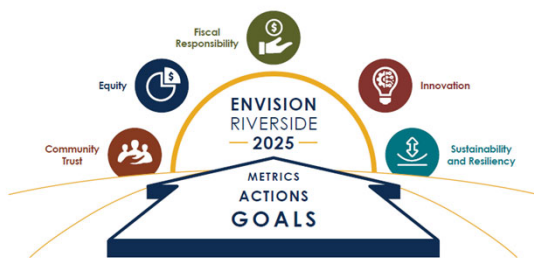 Fiscal
Responsibility
Equity
Innovation
ENVISION
RIVERSIDE
2025
Community
Trust
Sustainability
and Resiliency
METRICS
ACTIONS
GOALS
$
$